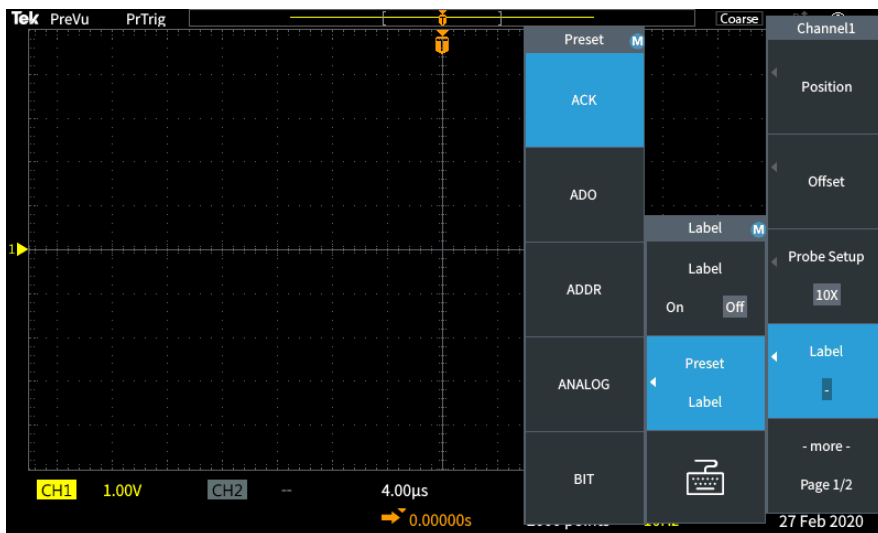 Tek PreVu PrTrig
T
Coarse
T
Preset M
ACK
ADO
ADDR
ANALOG
BIT
Label M
Label
On Off
Preset
Label
Channel1
Position
Offset
Probe Setup
10X
Label
-
- more -
Page 1/2
1
CH1 1.00V CH2 -- 4.00µs
0.00000s
27 Feb 2020